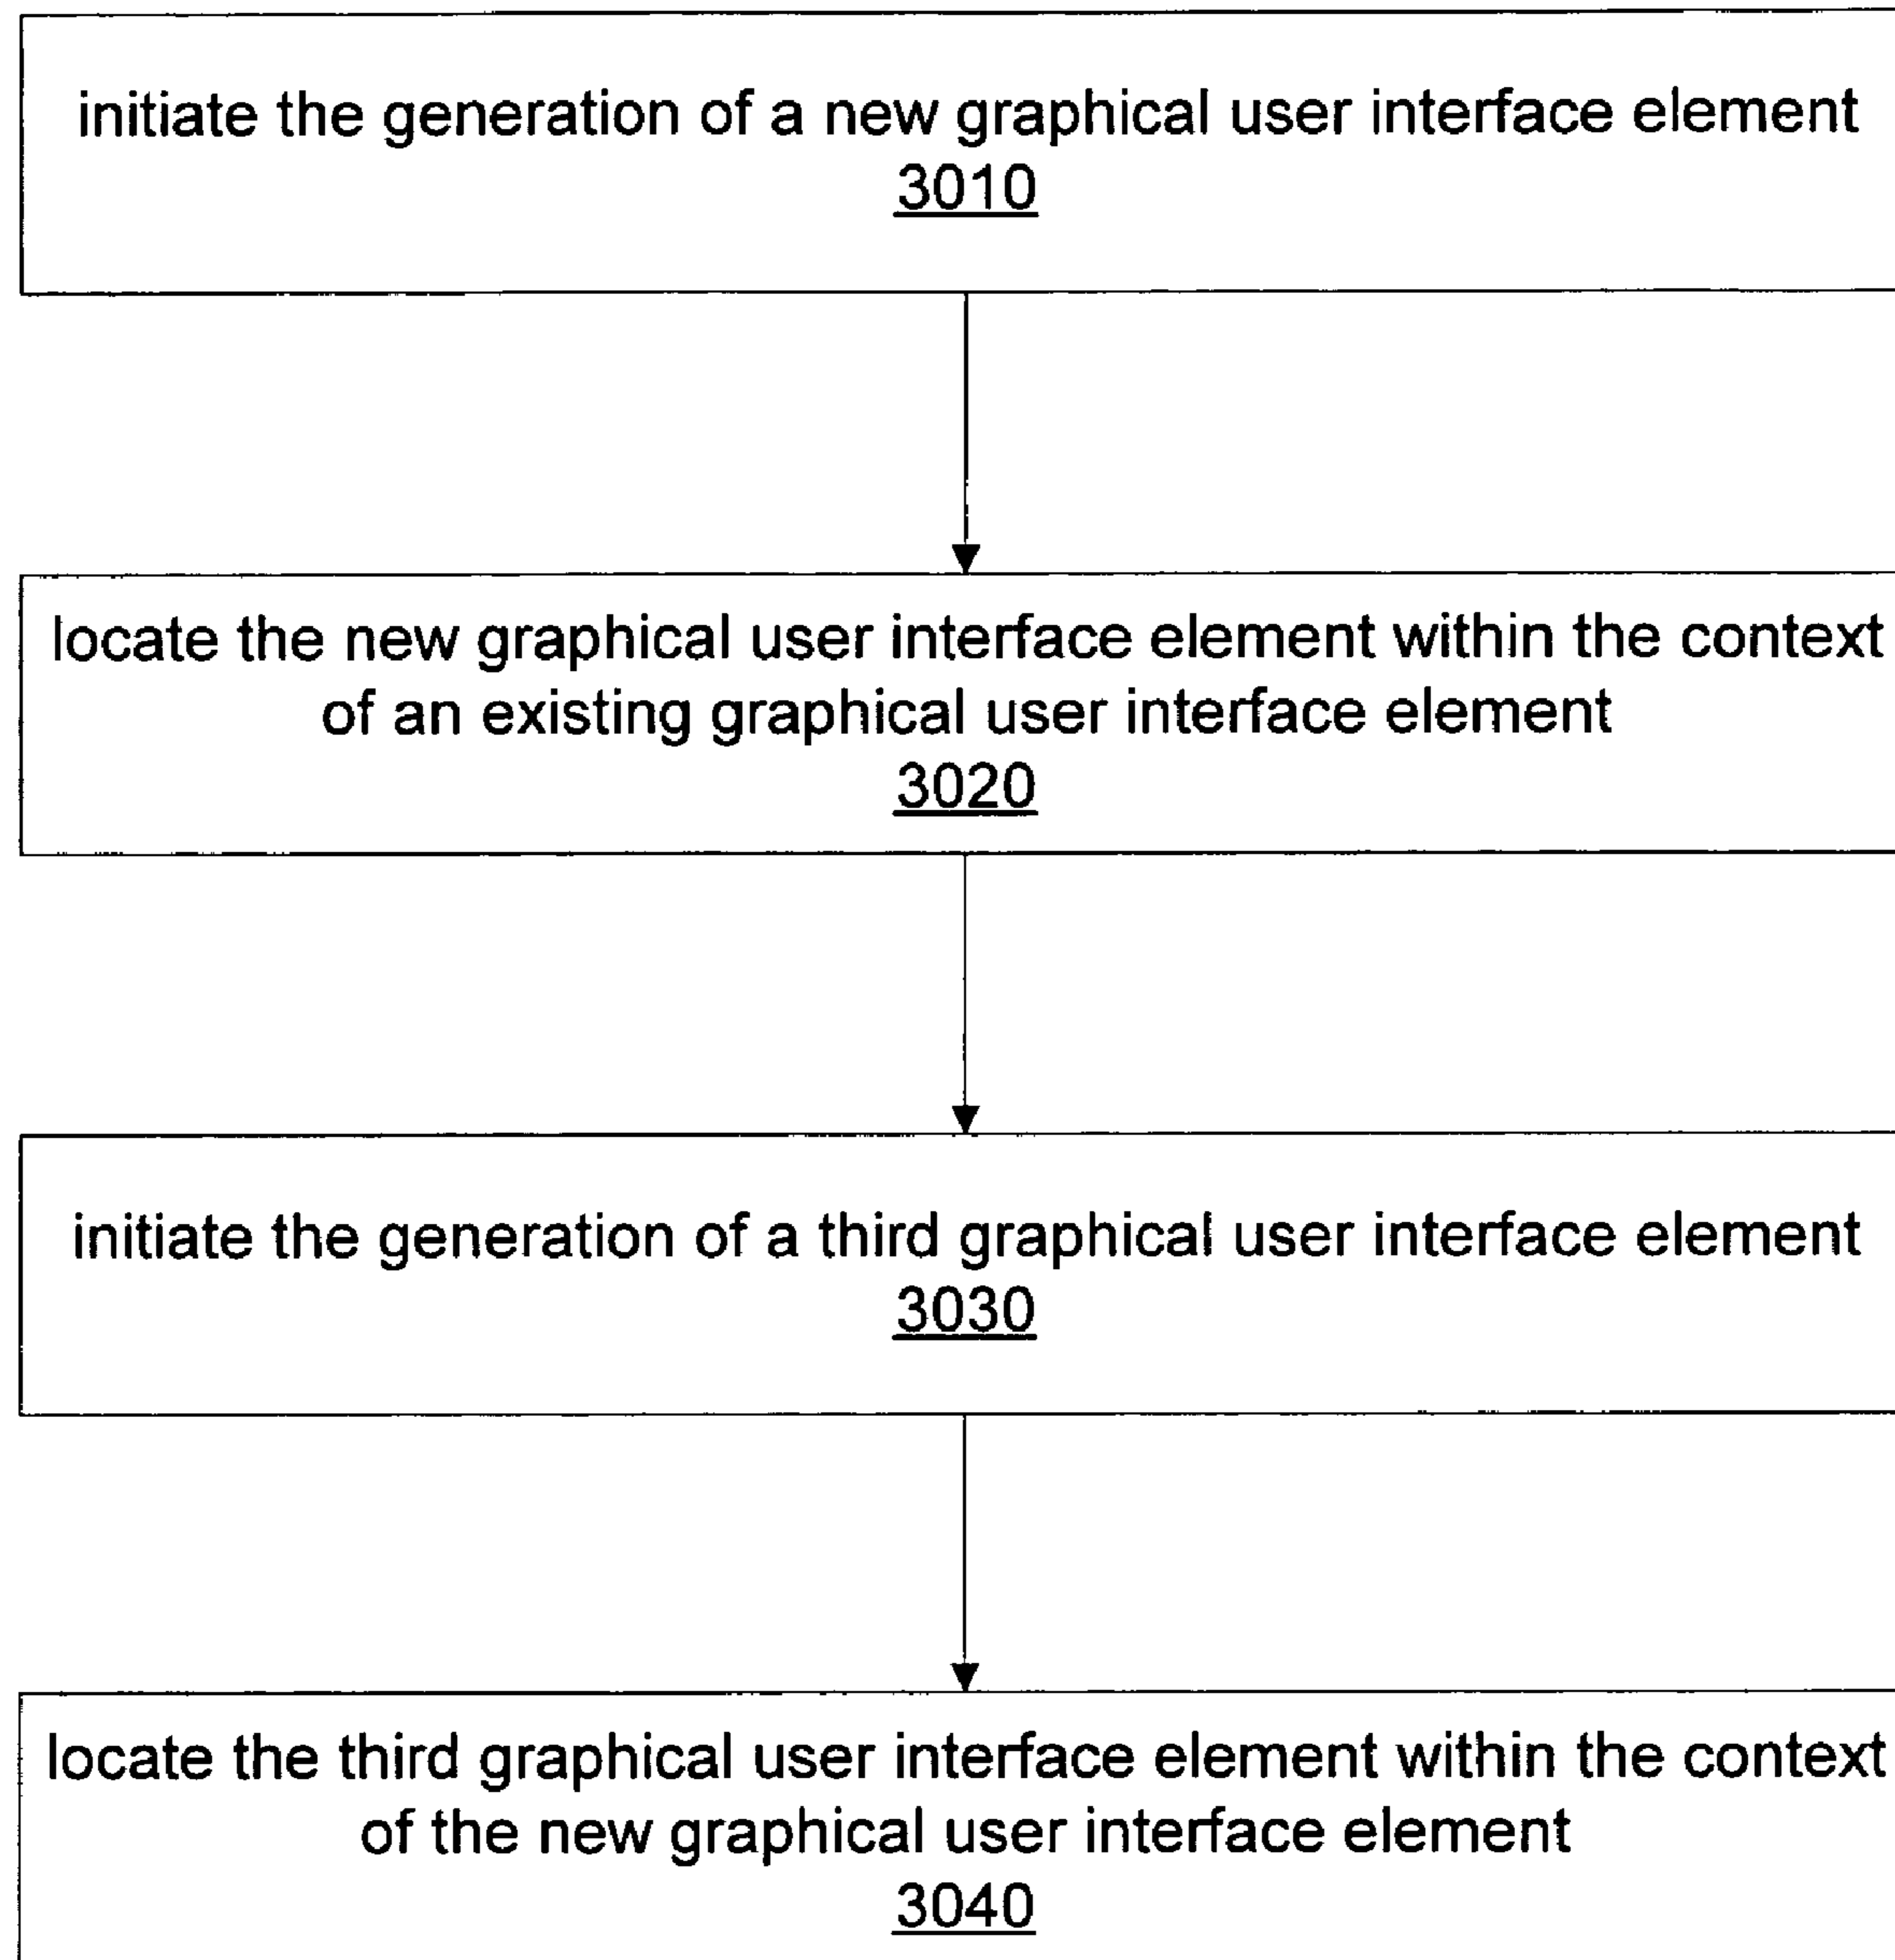 initiate the generation of a new graphical user interface element
3010
locate the new graphical user interface element within the context
of an existing graphical user interface element
3020
initiate the generation of a third graphical user interface element
3030
locate the third graphical user interface element within the context
of the new graphical user interface element
3040